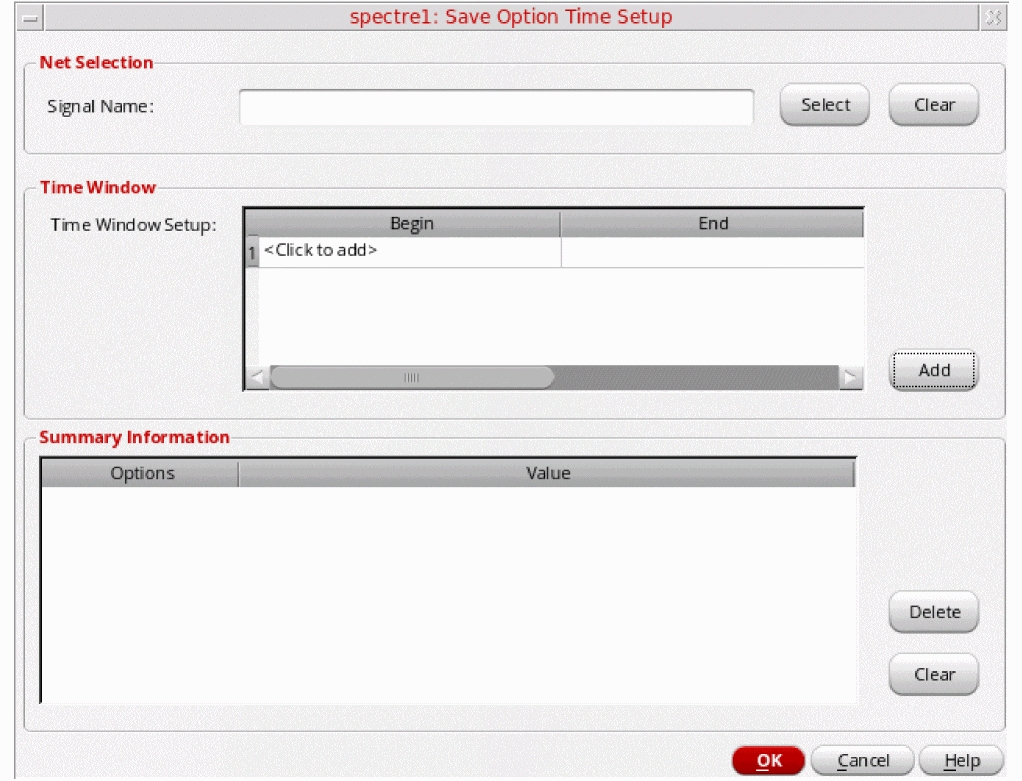 spectre1: Save Option Time Setup
Net Selection
Signal Name:
Select
Clear
Time Window
Time Window Setup:
Begin
End
1
<Click to add>
Add
Summary Information
Options
Value
Delete
Clear
OK
Cancel
Help